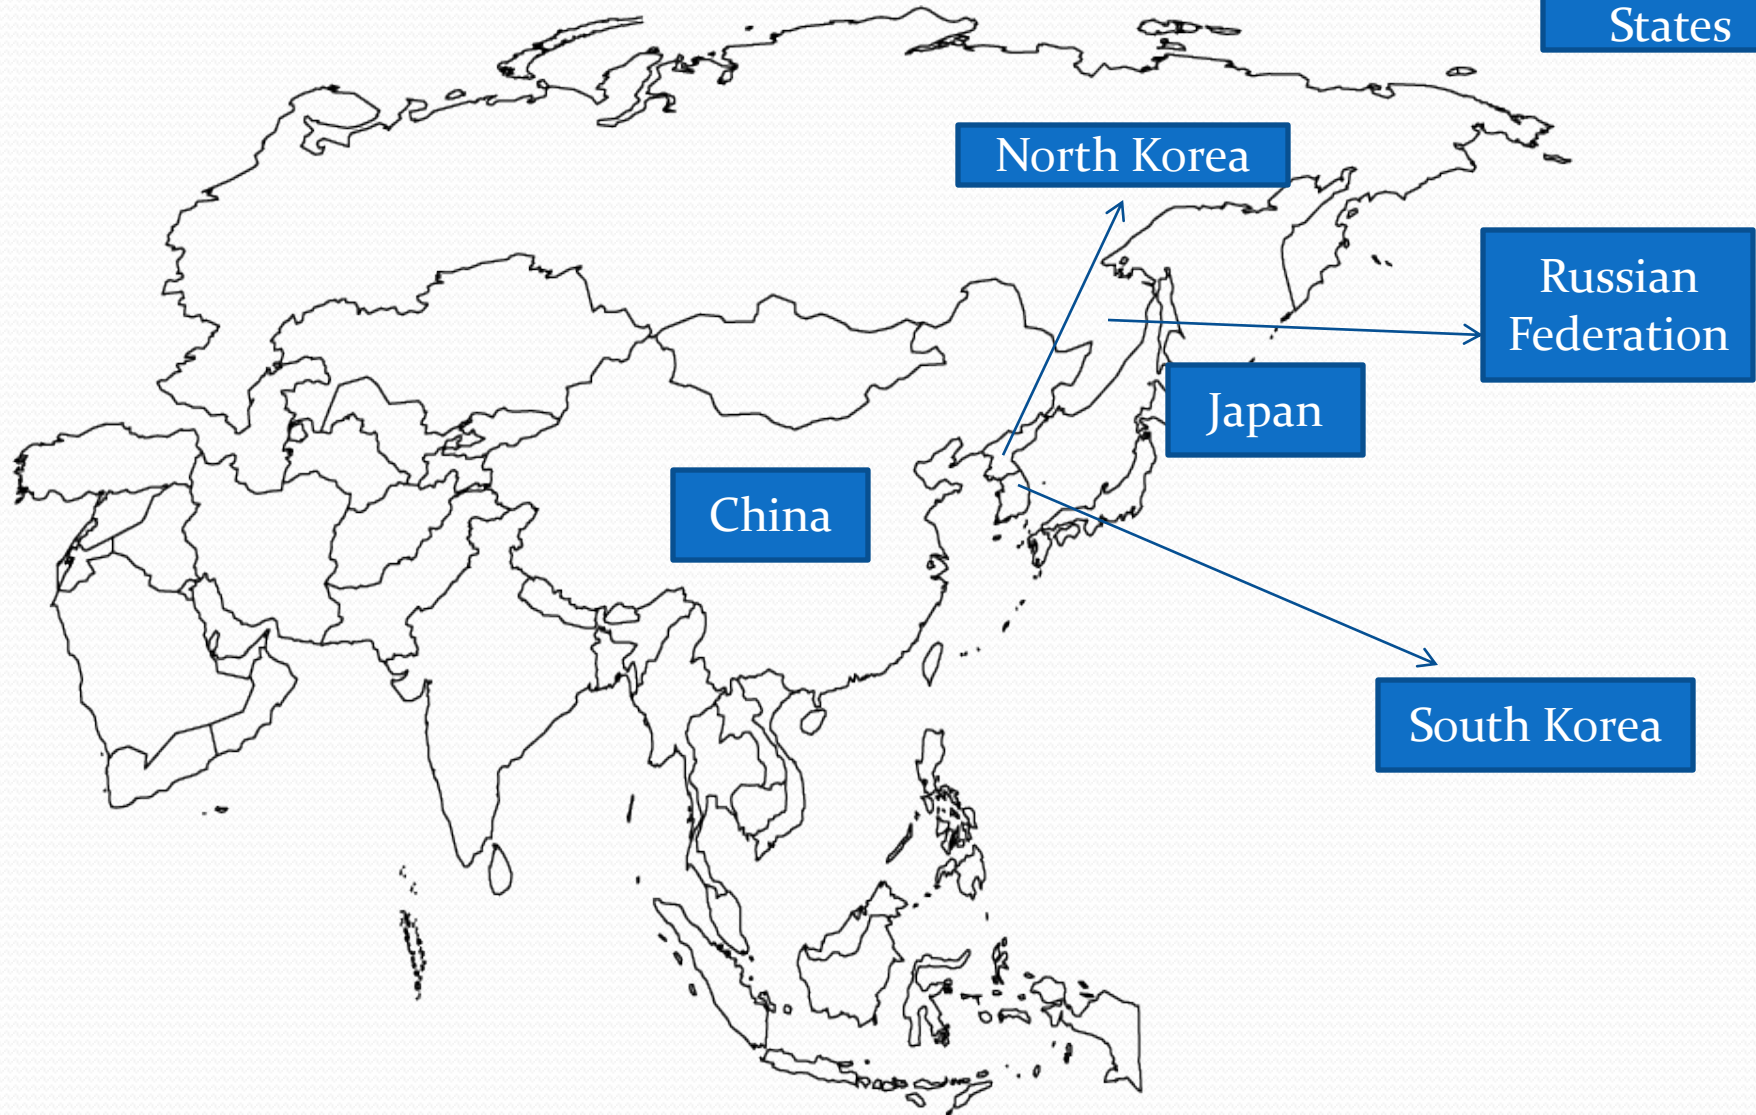 States
North Korea
Russian
Federation
Japan
China
South Korea